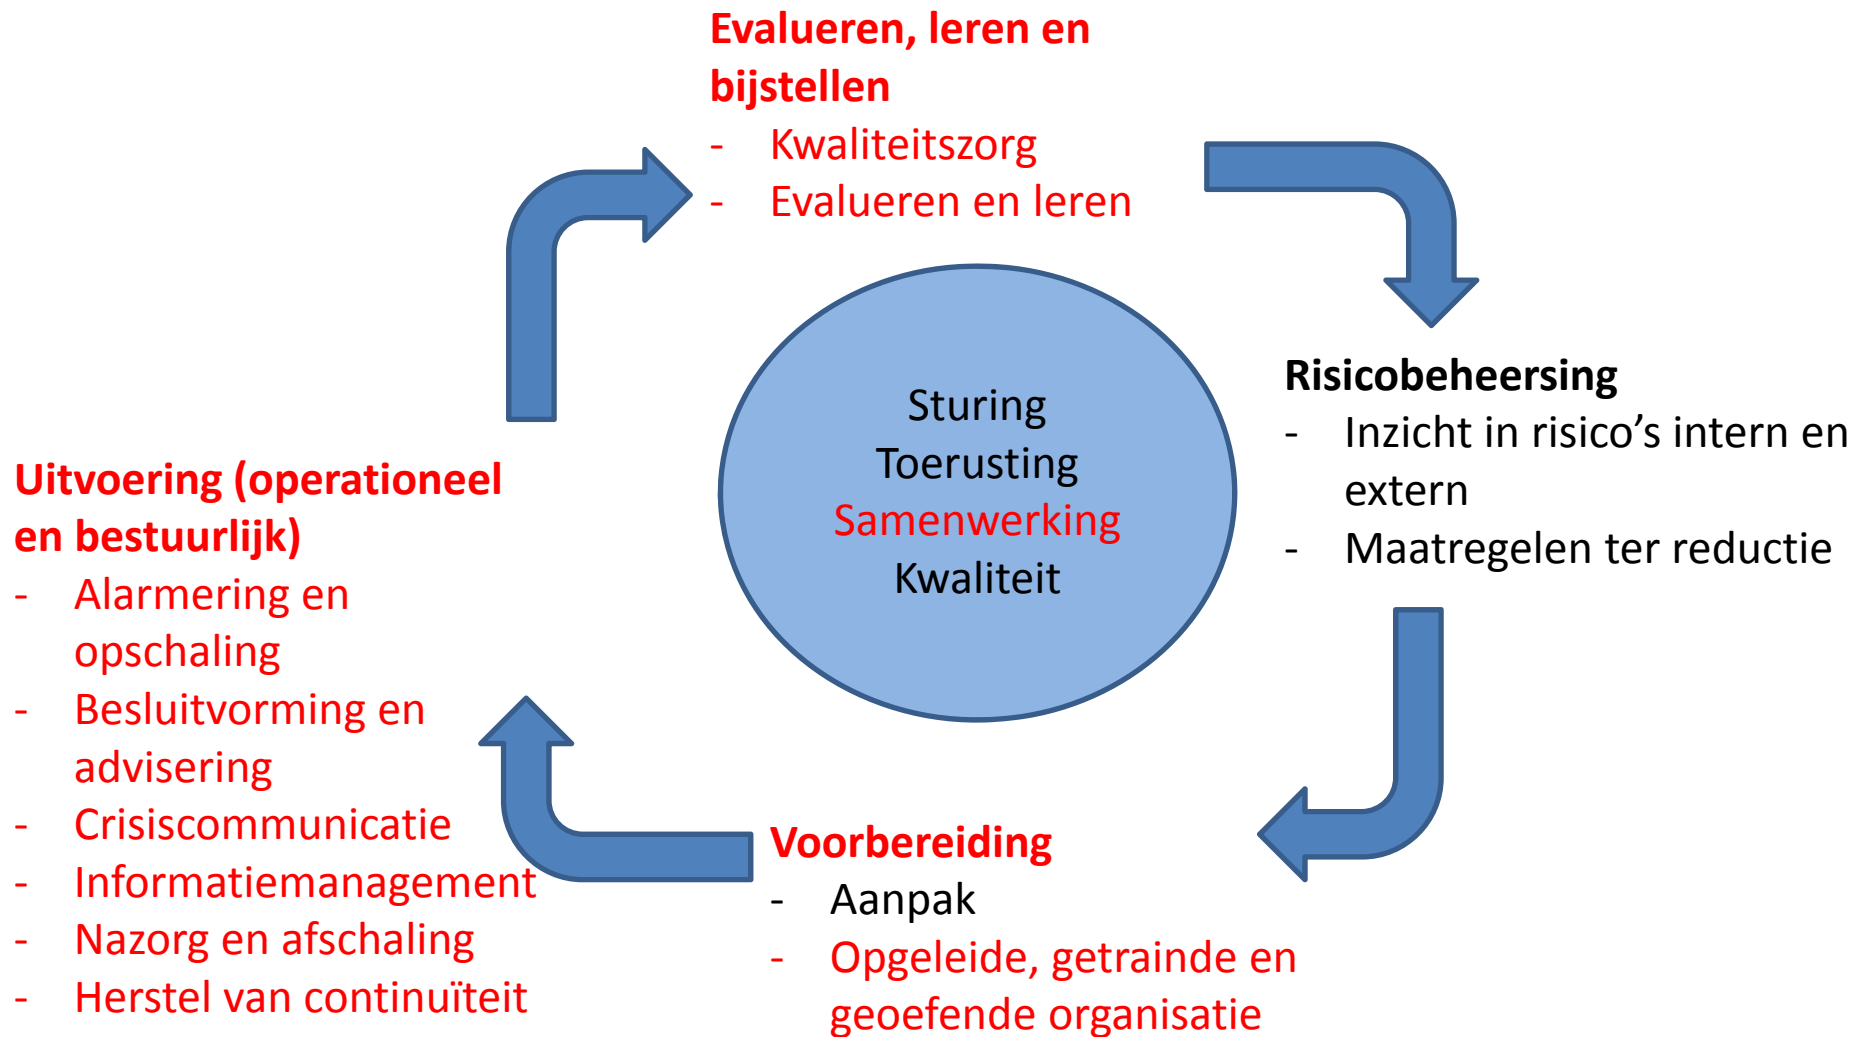 Evalueren, leren en
bijstellen
- Kwaliteitszorg
- Evalueren en leren
Risicobeheersing
- Inzicht in risico’s intern en
extern
- Maatregelen ter reductie
Sturing
Toerusting
Samenwerking
Kwaliteit
Uitvoering (operationeel
en bestuurlijk)
- Alarmering en
opschaling
- Besluitvorming en
advisering
- Crisiscommunicatie
- Informatiemanagement
- Nazorg en afschaling
- Herstel van continuïteit
Voorbereiding
- Aanpak
- Opgeleide, getrainde en
geoefende organisatie